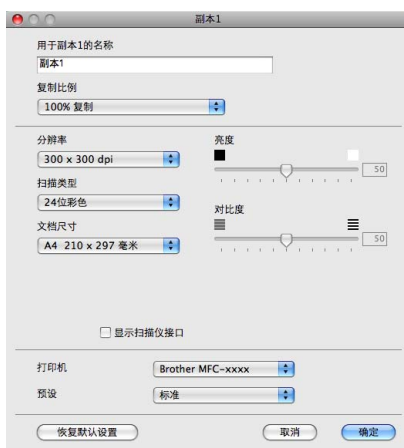 副本1
用于副本1的名称
副本1
复制比例
100% 复制
分辨率
300 x 300 dpi
扫描类型
24位彩色
文档尺寸
A4 210 x 297 毫米
亮度
50
对比度
50
显示扫描仪接口
打印机
Brother MFC-xxxx
预设
标准
恢复默认设置
取消
确定